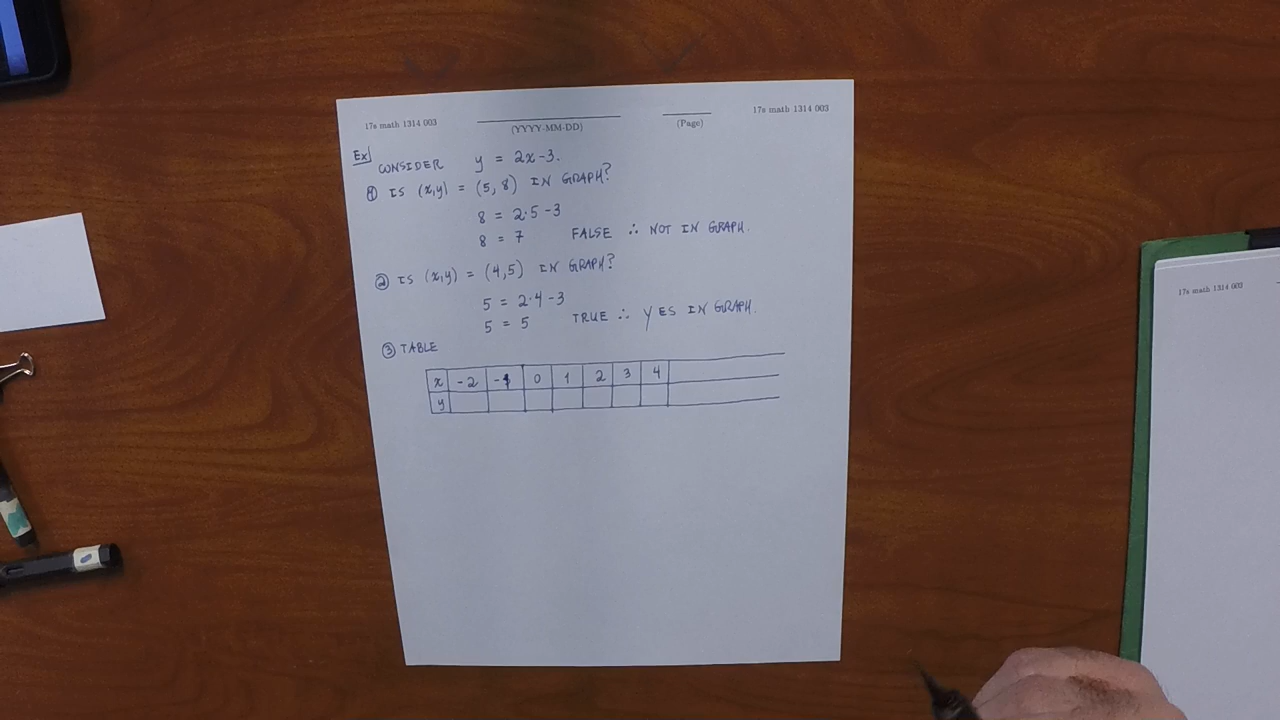 17s math 1314 003
(YYYY-MM-DD)
(Page)
17s math 1314 003
Ex
CONSIDER y = 2x-3.
① IS (x,y) = (5, 8) IN GRAPH?
8 = 2·5-3
8 = 7 FALSE ∴ NOT IN GRAPH.
② IS (x,y) = (4,5) IN GRAPH?
5 = 2·4-3
5 = 5 TRUE ∴ YES IN GRAPH.
③ TABLE
x -2 -1 0 1 2 3 4
y
17s math 1314 003